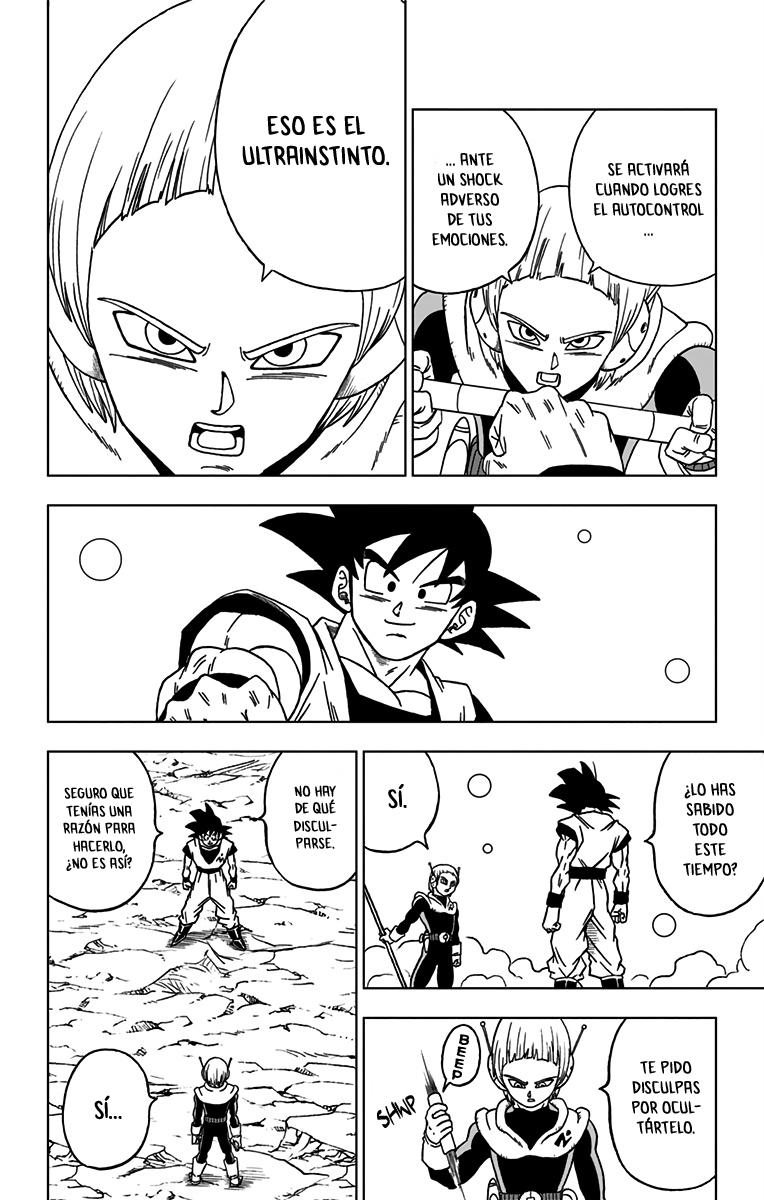 SE ACTIVARÁ
CUANDO LOGRES
EL AUTOCONTROL
...
... ANTE
UN SHOCK
ADVERSO
DE TUS
EMOCIONES.
ESO ES EL
ULTRAINSTINTO.
¿LO HAS
SABIDO
TODO
ESTE
TIEMPO?
SÍ.
TE PIDO
DISCULPAS
POR OCUL-
TÁRTELO.
BEEP
SHWP
NO HAY
DE QUÉ
DISCUL-
PARSE.
SEGURO QUE
TENÍAS UNA
RAZÓN PARA
HACERLO,
¿NO ES ASÍ?
SÍ...